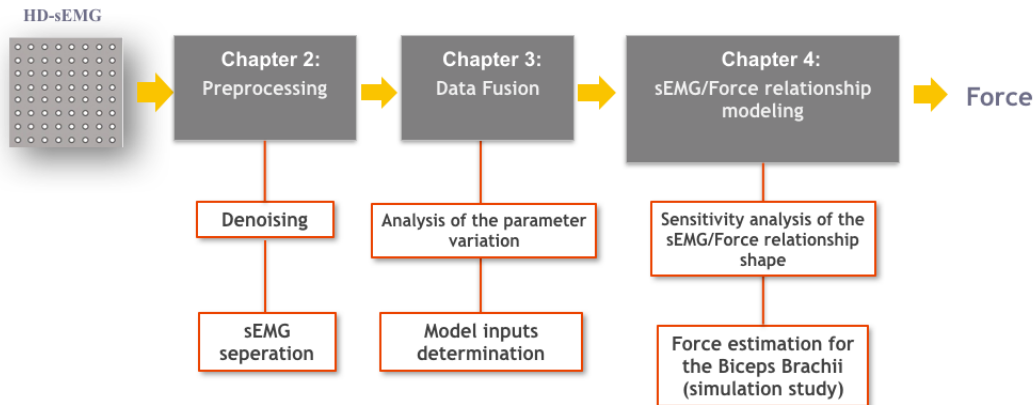 HD-sEMG
Chapter 2:
Preprocessing
Chapter 3:
Data Fusion
Chapter 4:
sEMG/Force relationship
modeling
Force
Denoising
sEMG
seperation
Analysis of the parameter
variation
Model inputs
determination
Sensitivity analysis of the
sEMG/Force relationship
shape
Force estimation for
the Biceps Brachii
(simulation study)